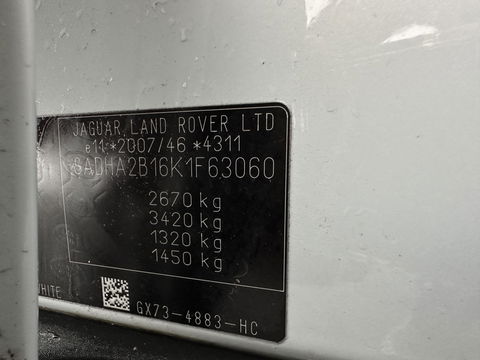 JAGUAR LAND ROVER LTD
e11*2007/46 *4311
SADHA2B16K1F63060
2670 kg
3420 kg
1320 kg
1450 kg
WHITE
GX73-4883-HC